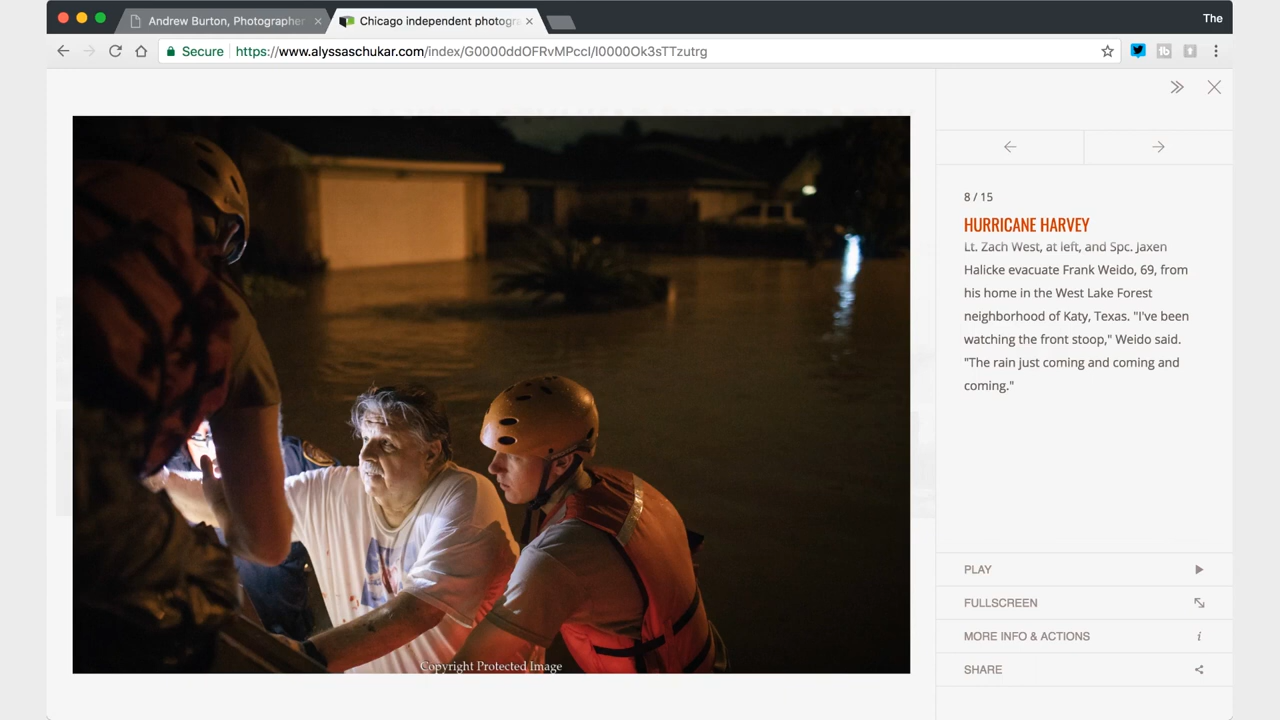 Andrew Burton, Photographer
Chicago independent photogra
The
Secure
https://www.alyssaschukar.com/index/G0000ddOFRvMPccI/I0000Ok3sTTzutrg
8 / 15
HURRICANE HARVEY
Lt. Zach West, at left, and Spc. Jaxen
Halicke evacuate Frank Weido, 69, from
his home in the West Lake Forest
neighborhood of Katy, Texas. "I've been
watching the front stoop," Weido said.
"The rain just coming and coming and
coming."
PLAY
FULLSCREEN
MORE INFO & ACTIONS
SHARE
Copyright Protected Image